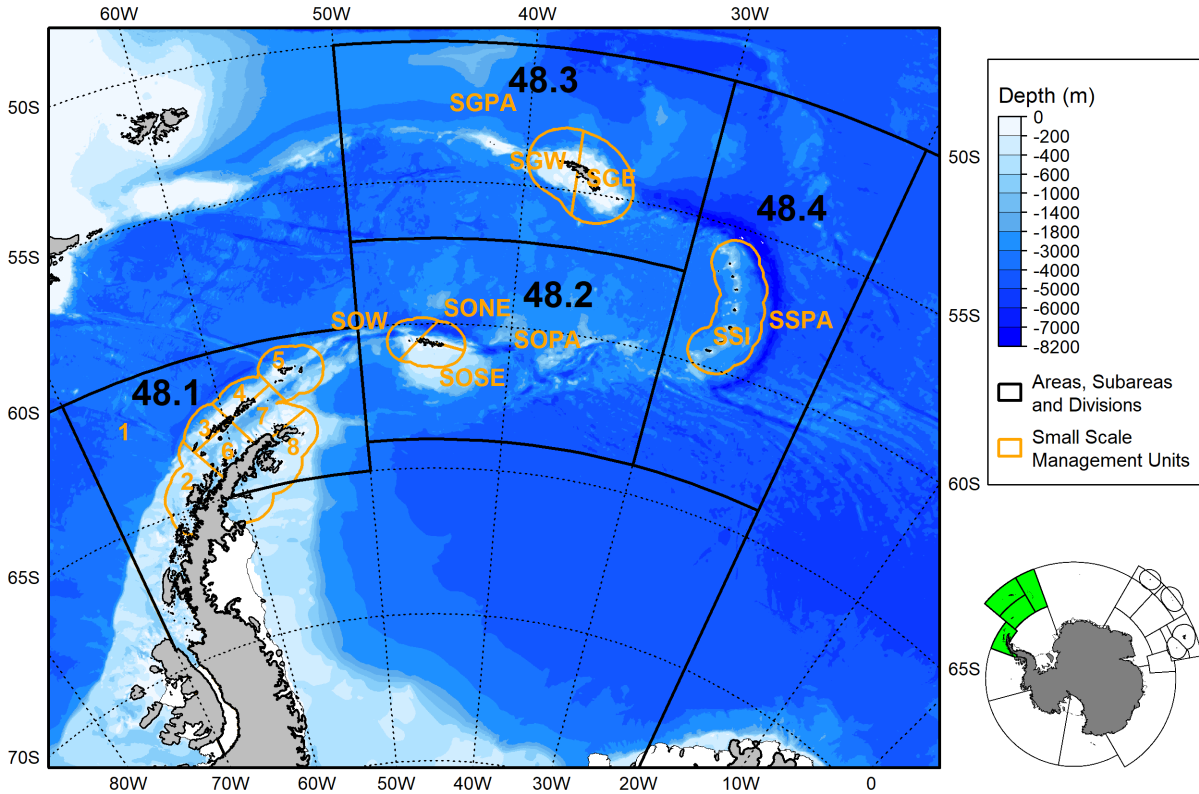 60W 50W 40W 30W
50S
55S
60S
65S
70S
50S
55S
60S
65S
80W 70W 60W 50W 40W 30W 20W 10W 0
48.3
SGPA
SGW
SGE
48.4
48.2
SONE
SOW
SOPA
SOSE
SSPA
SSI
48.1
1
5
4
7
3
6
8
2
Depth (m)
0
-200
-400
-600
-1000
-1400
-1800
-3000
-4000
-5000
-6000
-7000
-8200
Areas, Subareas
and Divisions
Small Scale
Management Units